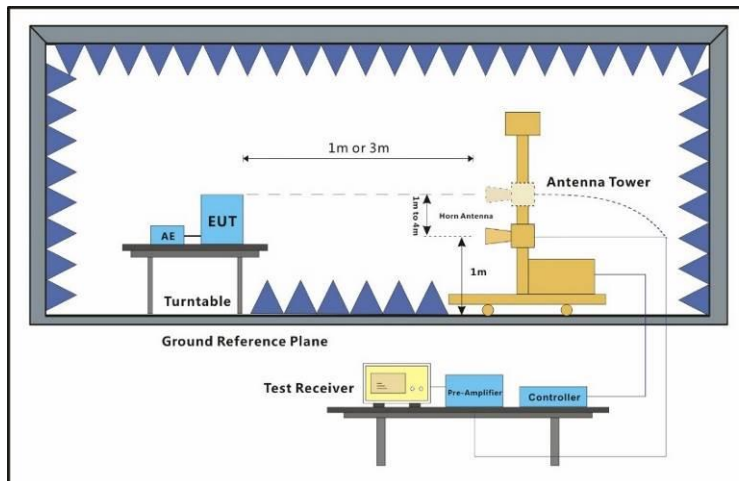 1m or 3m
Antenna Tower
1m to 4m
Horn Antenna
EUT
AE
1m
Turntable
Ground Reference Plane
Test Receiver
Pre-Amplifier
Controller